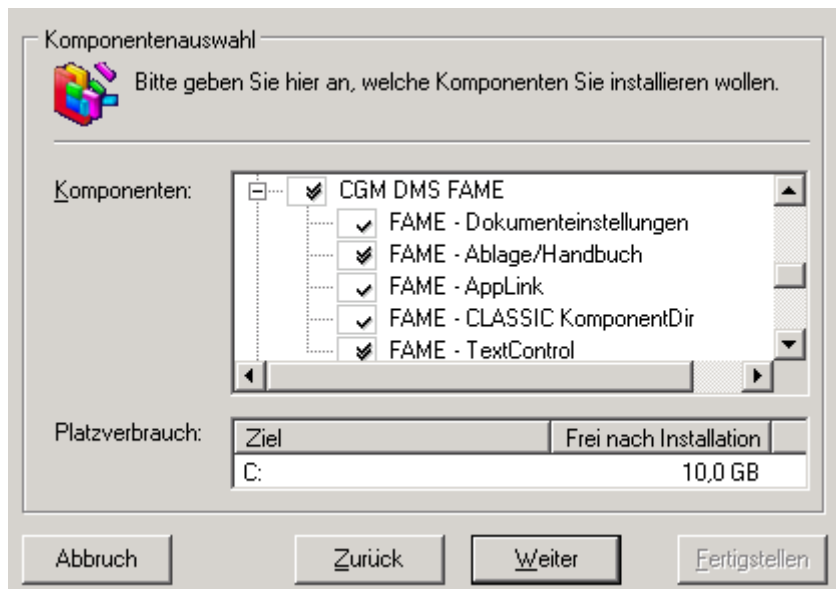 Komponentenauswahl
Bitte geben Sie hier an, welche Komponenten Sie installieren wollen.
Komponenten:
CGM DMS FAME
FAME - Dokumenteinstellungen
FAME - Ablage/Handbuch
FAME - AppLink
FAME - CLASSIC KomponentDir
FAME - TextControl
Platzverbrauch:
Ziel Frei nach Installation
C: 10,0 GB
Abbruch Zurück Weiter Fertigstellen